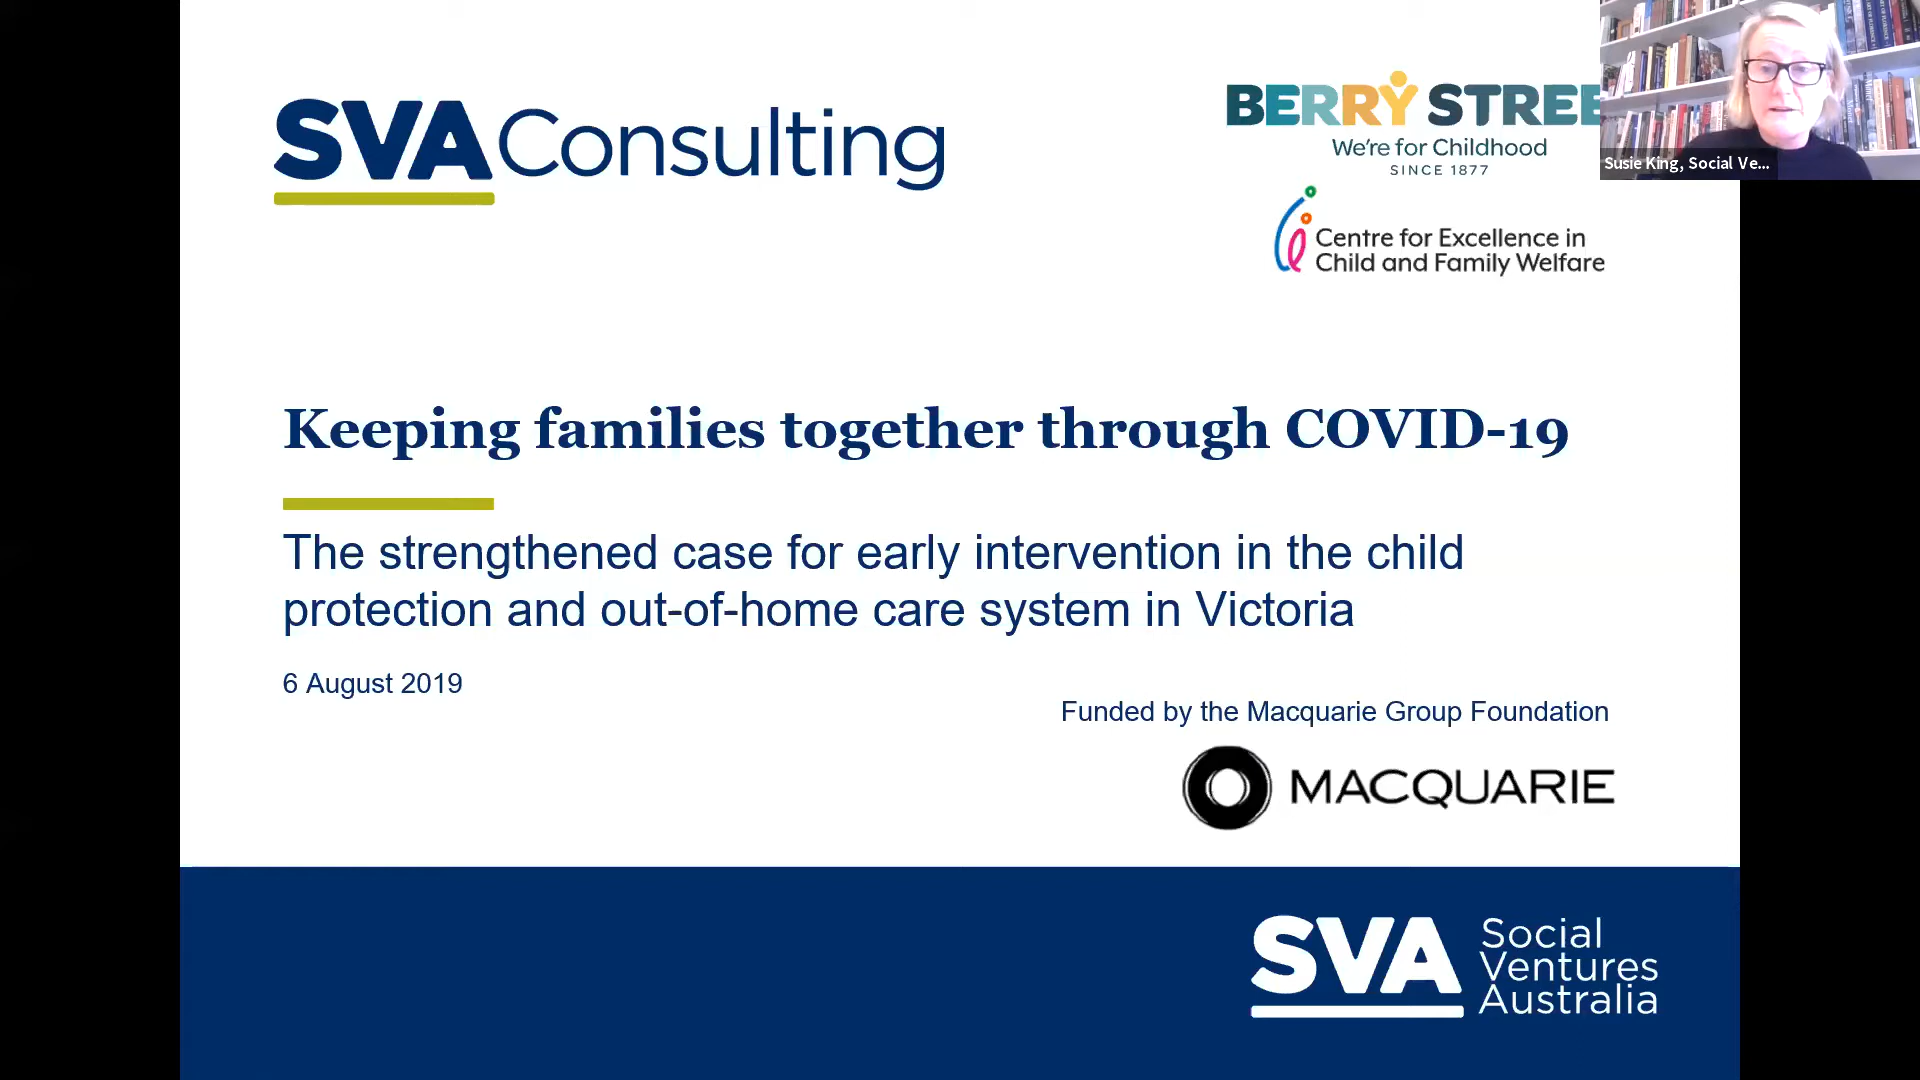 SVA Consulting
BERRY STREE
We're for Childhood
SINCE 1877
Susie King, Social Ve...
Centre for Excellence in
Child and Family Welfare
Keeping families together through COVID-19
The strengthened case for early intervention in the child
protection and out-of-home care system in Victoria
6 August 2019
Funded by the Macquarie Group Foundation
MACQUARIE
SVA
Social
Ventures
Australia